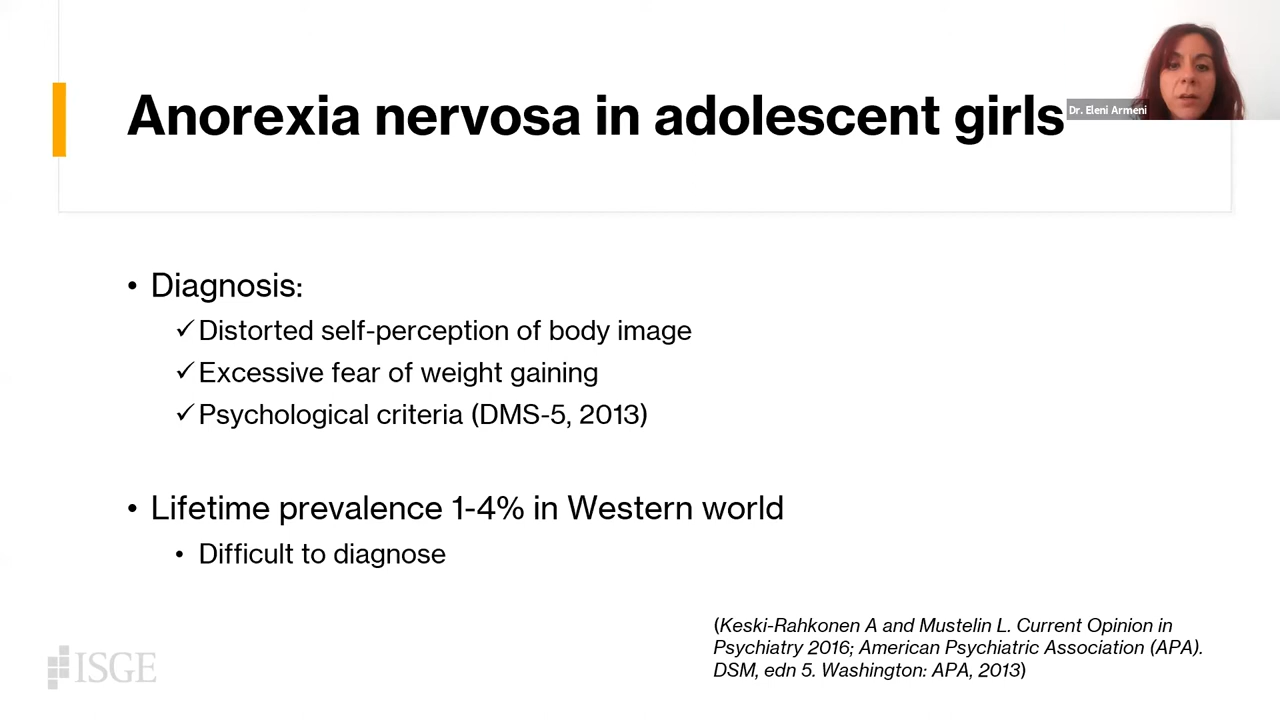 Anorexia nervosa in adolescent girls
Dr. Eleni Armeni
• Diagnosis:
✓ Distorted self-perception of body image
✓ Excessive fear of weight gaining
✓ Psychological criteria (DMS-5, 2013)
• Lifetime prevalence 1-4% in Western world
• Difficult to diagnose
(Keski-Rahkonen A and Mustelin L. Current Opinion in
Psychiatry 2016; American Psychiatric Association (APA).
DSM, edn 5. Washington: APA, 2013)
ISGE